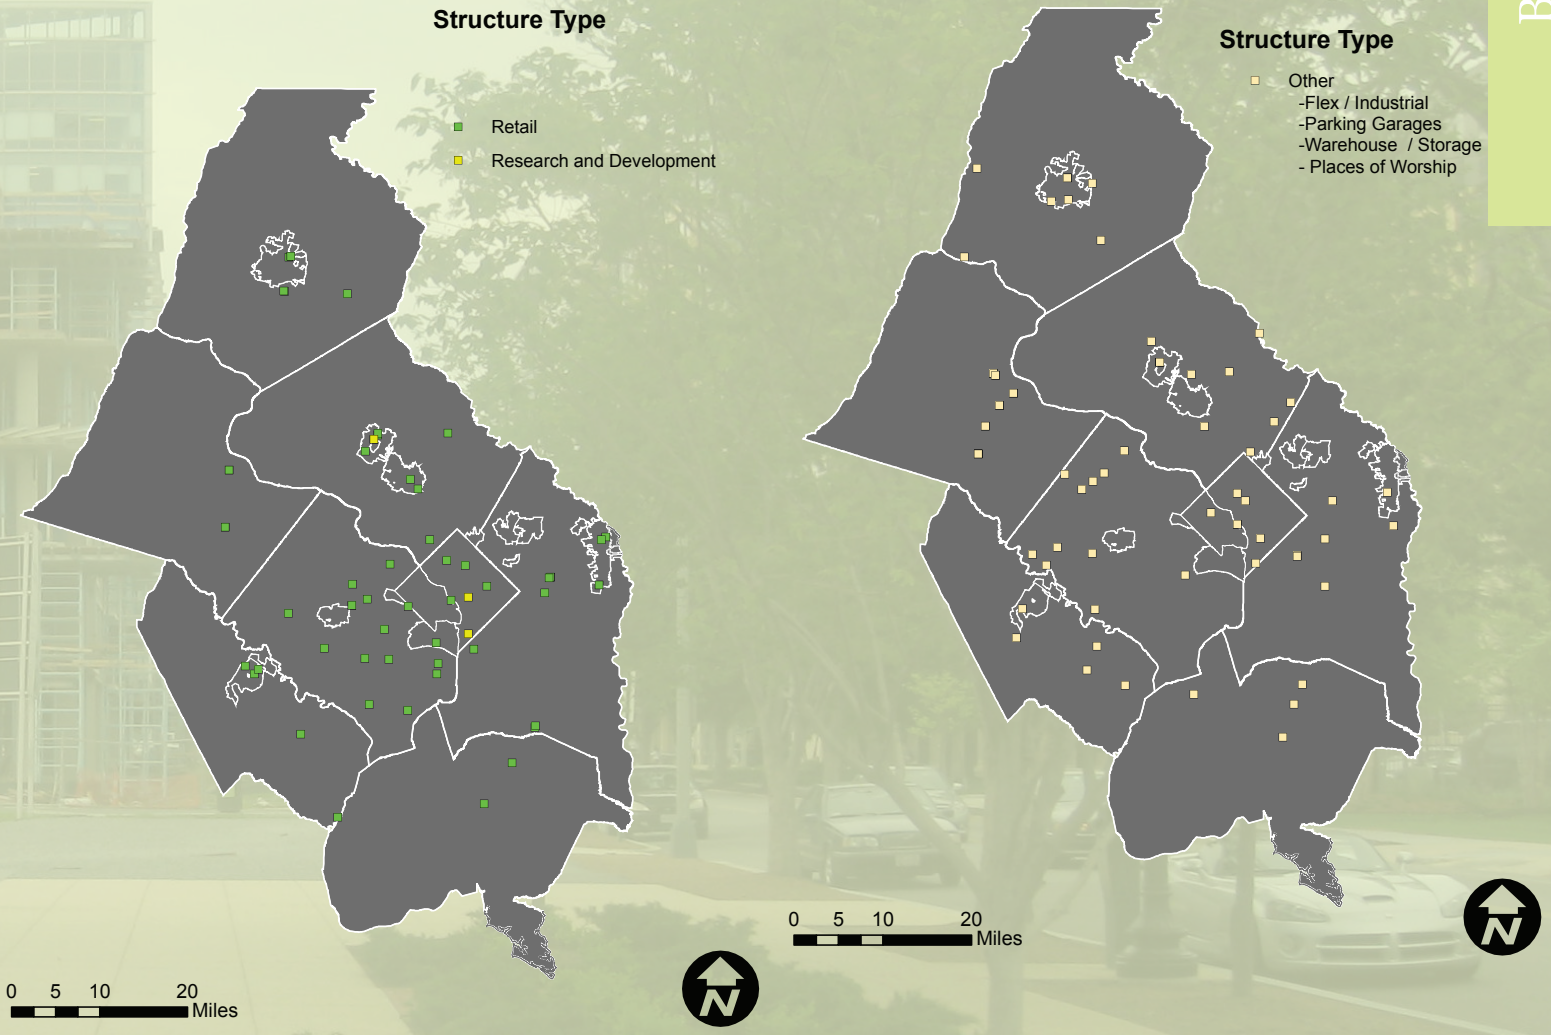 Structure Type
Retail
Research and Development
0 5 10 20
Miles
N
Structure Type
Other
-Flex / Industrial
-Parking Garages
-Warehouse / Storage
- Places of Worship
0 5 10 20
Miles
N
B